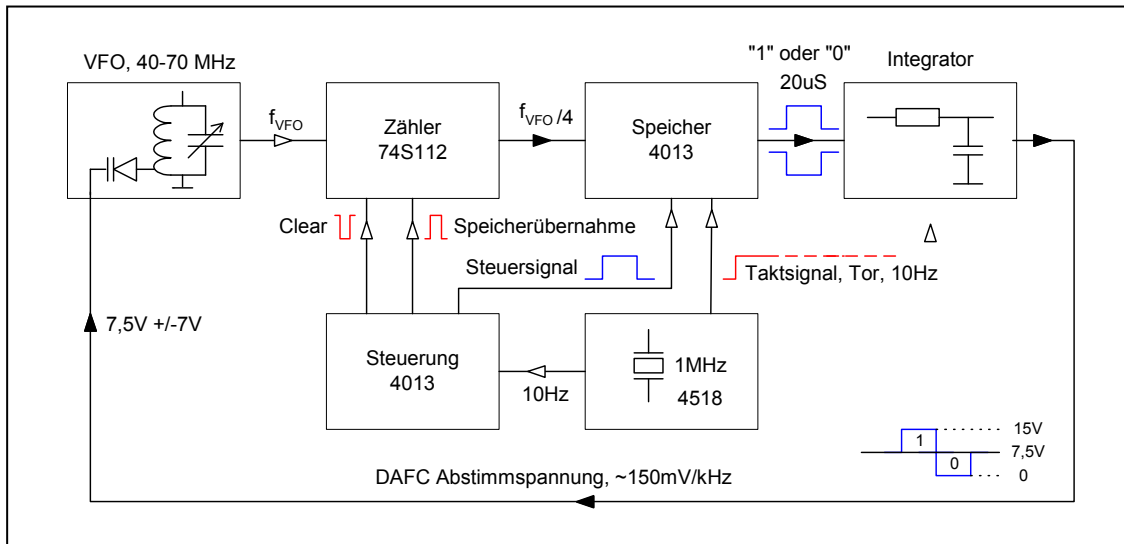 VFO, 40-70 MHz
"1" oder "0"
20uS
Integrator
fVFO
Zähler
74S112
fVFO/4
Speicher
4013
Clear
Speicherübernahme
Steuersignal
Taktsignal, Tor, 10Hz
7,5V +/-7V
Steuerung
4013
10Hz
1MHz
4518
15V
1
7,5V
0
0
DAFC Abstimmspannung, ~150mV/kHz